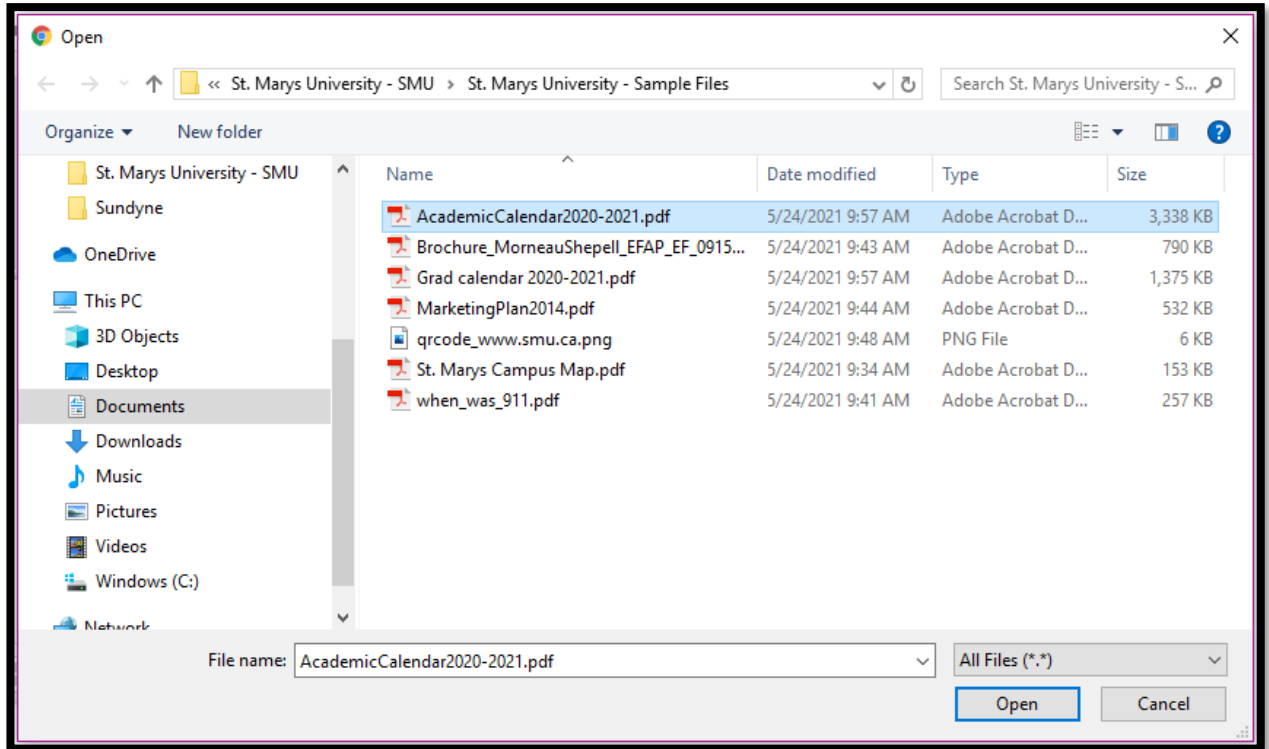 Open
« St. Marys University - SMU > St. Marys University - Sample Files
Search St. Marys University - S...
Organize
New folder
?
St. Marys University - SMU
Sundyne
OneDrive
This PC
3D Objects
Desktop
Documents
Downloads
Music
Pictures
Videos
Windows (C:)
Network
Name Date modified Type Size
AcademicCalendar2020-2021.pdf 5/24/2021 9:57 AM Adobe Acrobat D... 3,338 KB
Brochure_MorneauShepell_EFAP_EF_0915... 5/24/2021 9:43 AM Adobe Acrobat D... 790 KB
Grad calendar 2020-2021.pdf 5/24/2021 9:57 AM Adobe Acrobat D... 1,375 KB
MarketingPlan2014.pdf 5/24/2021 9:44 AM Adobe Acrobat D... 532 KB
qrcode_www.smu.ca.png 5/24/2021 9:48 AM PNG File 6 KB
St. Marys Campus Map.pdf 5/24/2021 9:34 AM Adobe Acrobat D... 153 KB
when_was_911.pdf 5/24/2021 9:41 AM Adobe Acrobat D... 257 KB
File name: AcademicCalendar2020-2021.pdf All Files (*.*)
Open Cancel